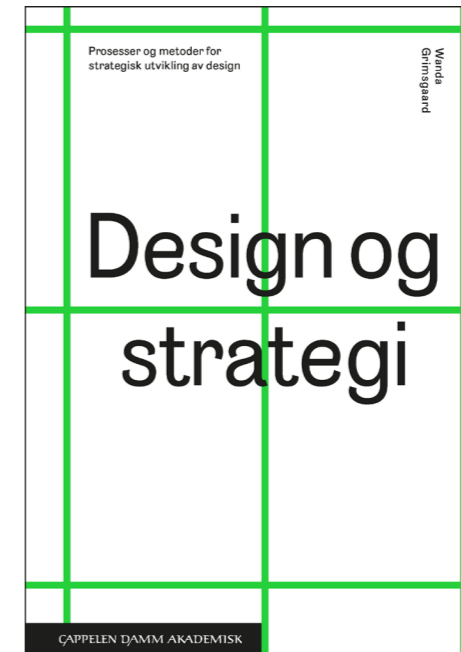 Prosesser og metoder for
strategisk utvikling av design
Wanda
Grimsgaard
Design og
strategi
CAPPELEN DAMM AKADEMISK